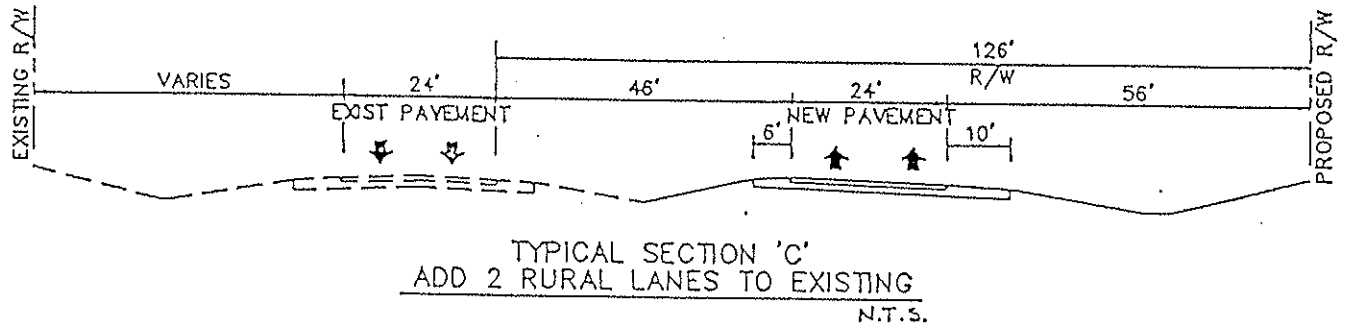 EXISTING R/W
PROPOSED R/W
126'
R/W
VARIES
24'
46'
24'
56'
EXIST PAVEMENT
NEW PAVEMENT
6'
10'
TYPICAL SECTION 'C'
ADD 2 RURAL LANES TO EXISTING
N.T.S.